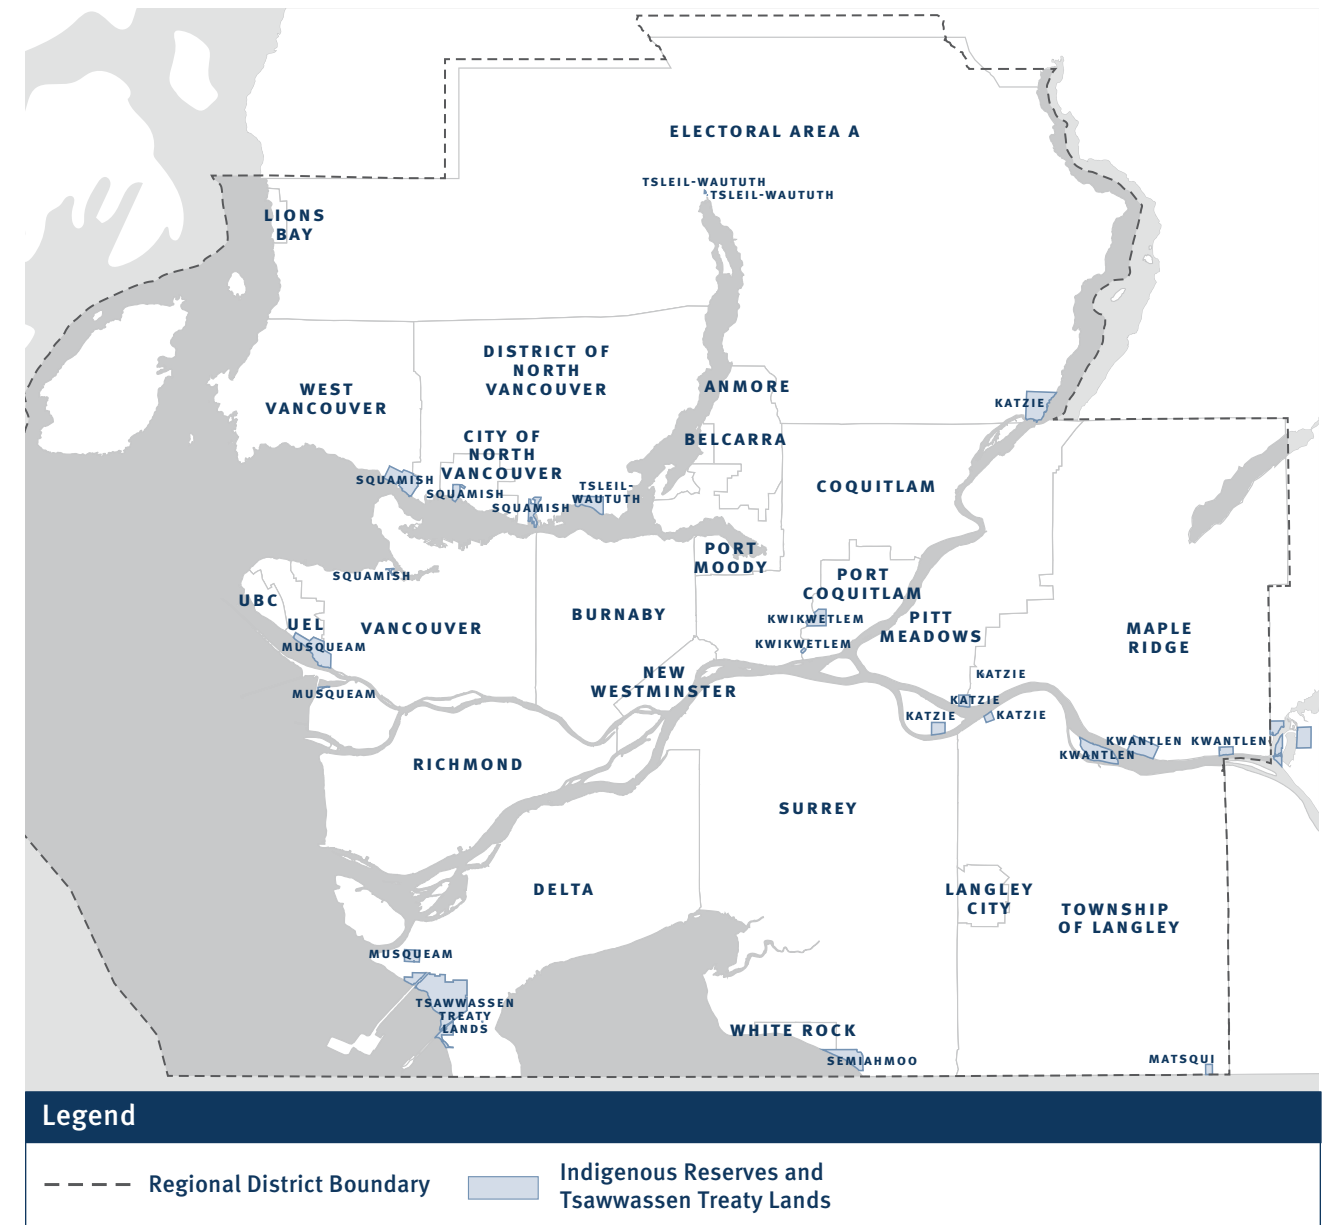 ELECTORAL AREA A
TSLEIL-WAUTUTH
TSLEIL-WAUTUTH
LIONS
BAY
DISTRICT OF
NORTH
VANCOUVER
WEST
VANCOUVER
ANMORE
KATZIE
BELCARRA
CITY OF
NORTH
VANCOUVER
SQUAMISH
SQUAMISH
SQUAMISH
TSLEIL-
WAUTUTH
COQUITLAM
PORT
MOODY
SQUAMISH
PORT
COQUITLAM
UBC
UEL
VANCOUVER
BURNABY
KWIKWETLEM
KWIKWETLEM
PITT
MEADOWS
MAPLE
RIDGE
MUSQUEAM
MUSQUEAM
NEW
WESTMINSTER
KATZIE
KATZIE
KATZIE
KATZIE
KWANTLEN
KWANTLEN
KWANTLEN
RICHMOND
SURREY
DELTA
LANGLEY
CITY
TOWNSHIP
OF LANGLEY
MUSQUEAM
TSAWWASSEN
TREATY
LANDS
WHITE ROCK
SEMIAHMOO
MATSQUI
Legend
Regional District Boundary
Indigenous Reserves and
Tsawwassen Treaty Lands